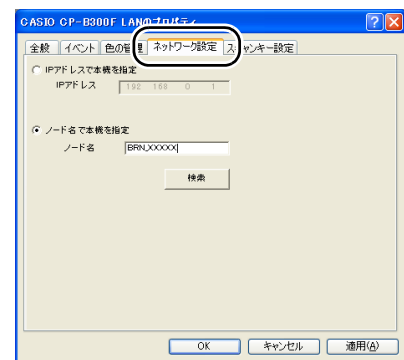 CASIO CP-B300F LANのプロパティ
全般 イベント 色の管理 ネットワーク設定 スキャンキー設定
IPアドレスで本機を指定
IPアドレス 192 168 0 1
ノード名で本機を指定
ノード名 BRN_XXXXX
検索
OK キャンセル 適用(A)